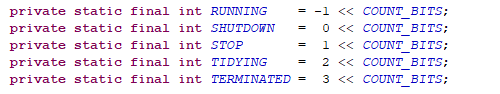 private static final int RUNNING    = -1 << COUNT_BITS;
private static final int SHUTDOWN   =  0 << COUNT_BITS;
private static final int STOP       =  1 << COUNT_BITS;
private static final int TIDYING    =  2 << COUNT_BITS;
private static final int TERMINATED =  3 << COUNT_BITS;